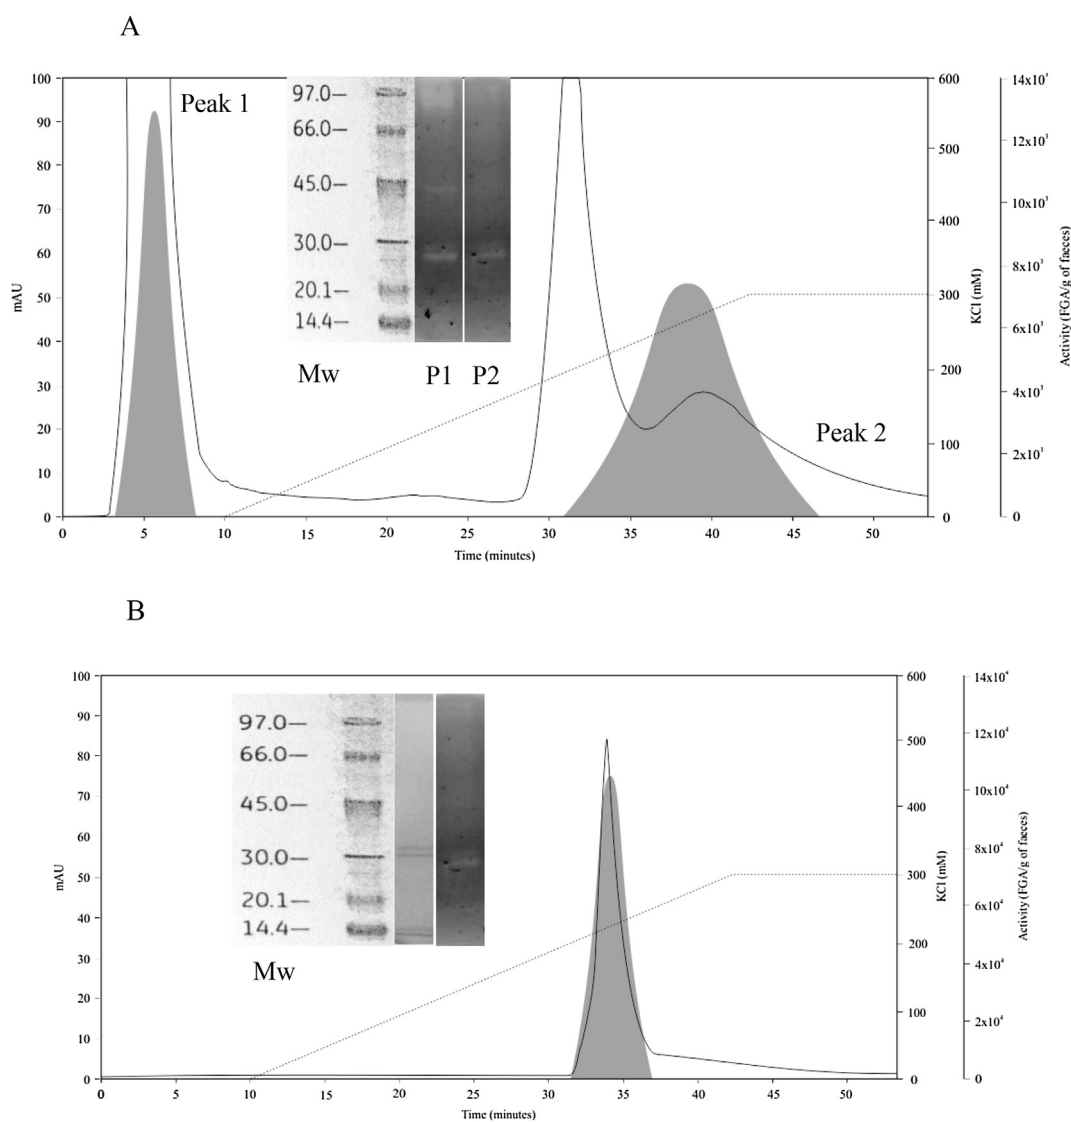 A
100
90
80
70
60
50
40
30
20
10
0
mAU
Peak 1
97.0—
66.0—
45.0—
30.0—
20.1—
14.4—
Mw
P1
P2
Peak 2
600
500
400
300
200
100
0
KCl (mM)
14x10³
12x10³
10x10³
8x10³
6x10³
4x10³
2x10³
0
Activity (FGA/g of faeces)
0 5 10 15 20 25 30 35 40 45 50
Time (minutes)
B
100
90
80
70
60
50
40
30
20
10
0
mAU
97.0—
66.0—
45.0—
30.0—
20.1—
14.4—
Mw
600
500
400
300
200
100
0
KCl (mM)
14x10⁴
12x10⁴
10x10⁴
8x10⁴
6x10⁴
4x10⁴
2x10⁴
0
Activity (FGA/g of faeces)
0 5 10 15 20 25 30 35 40 45 50
Time (minutes)